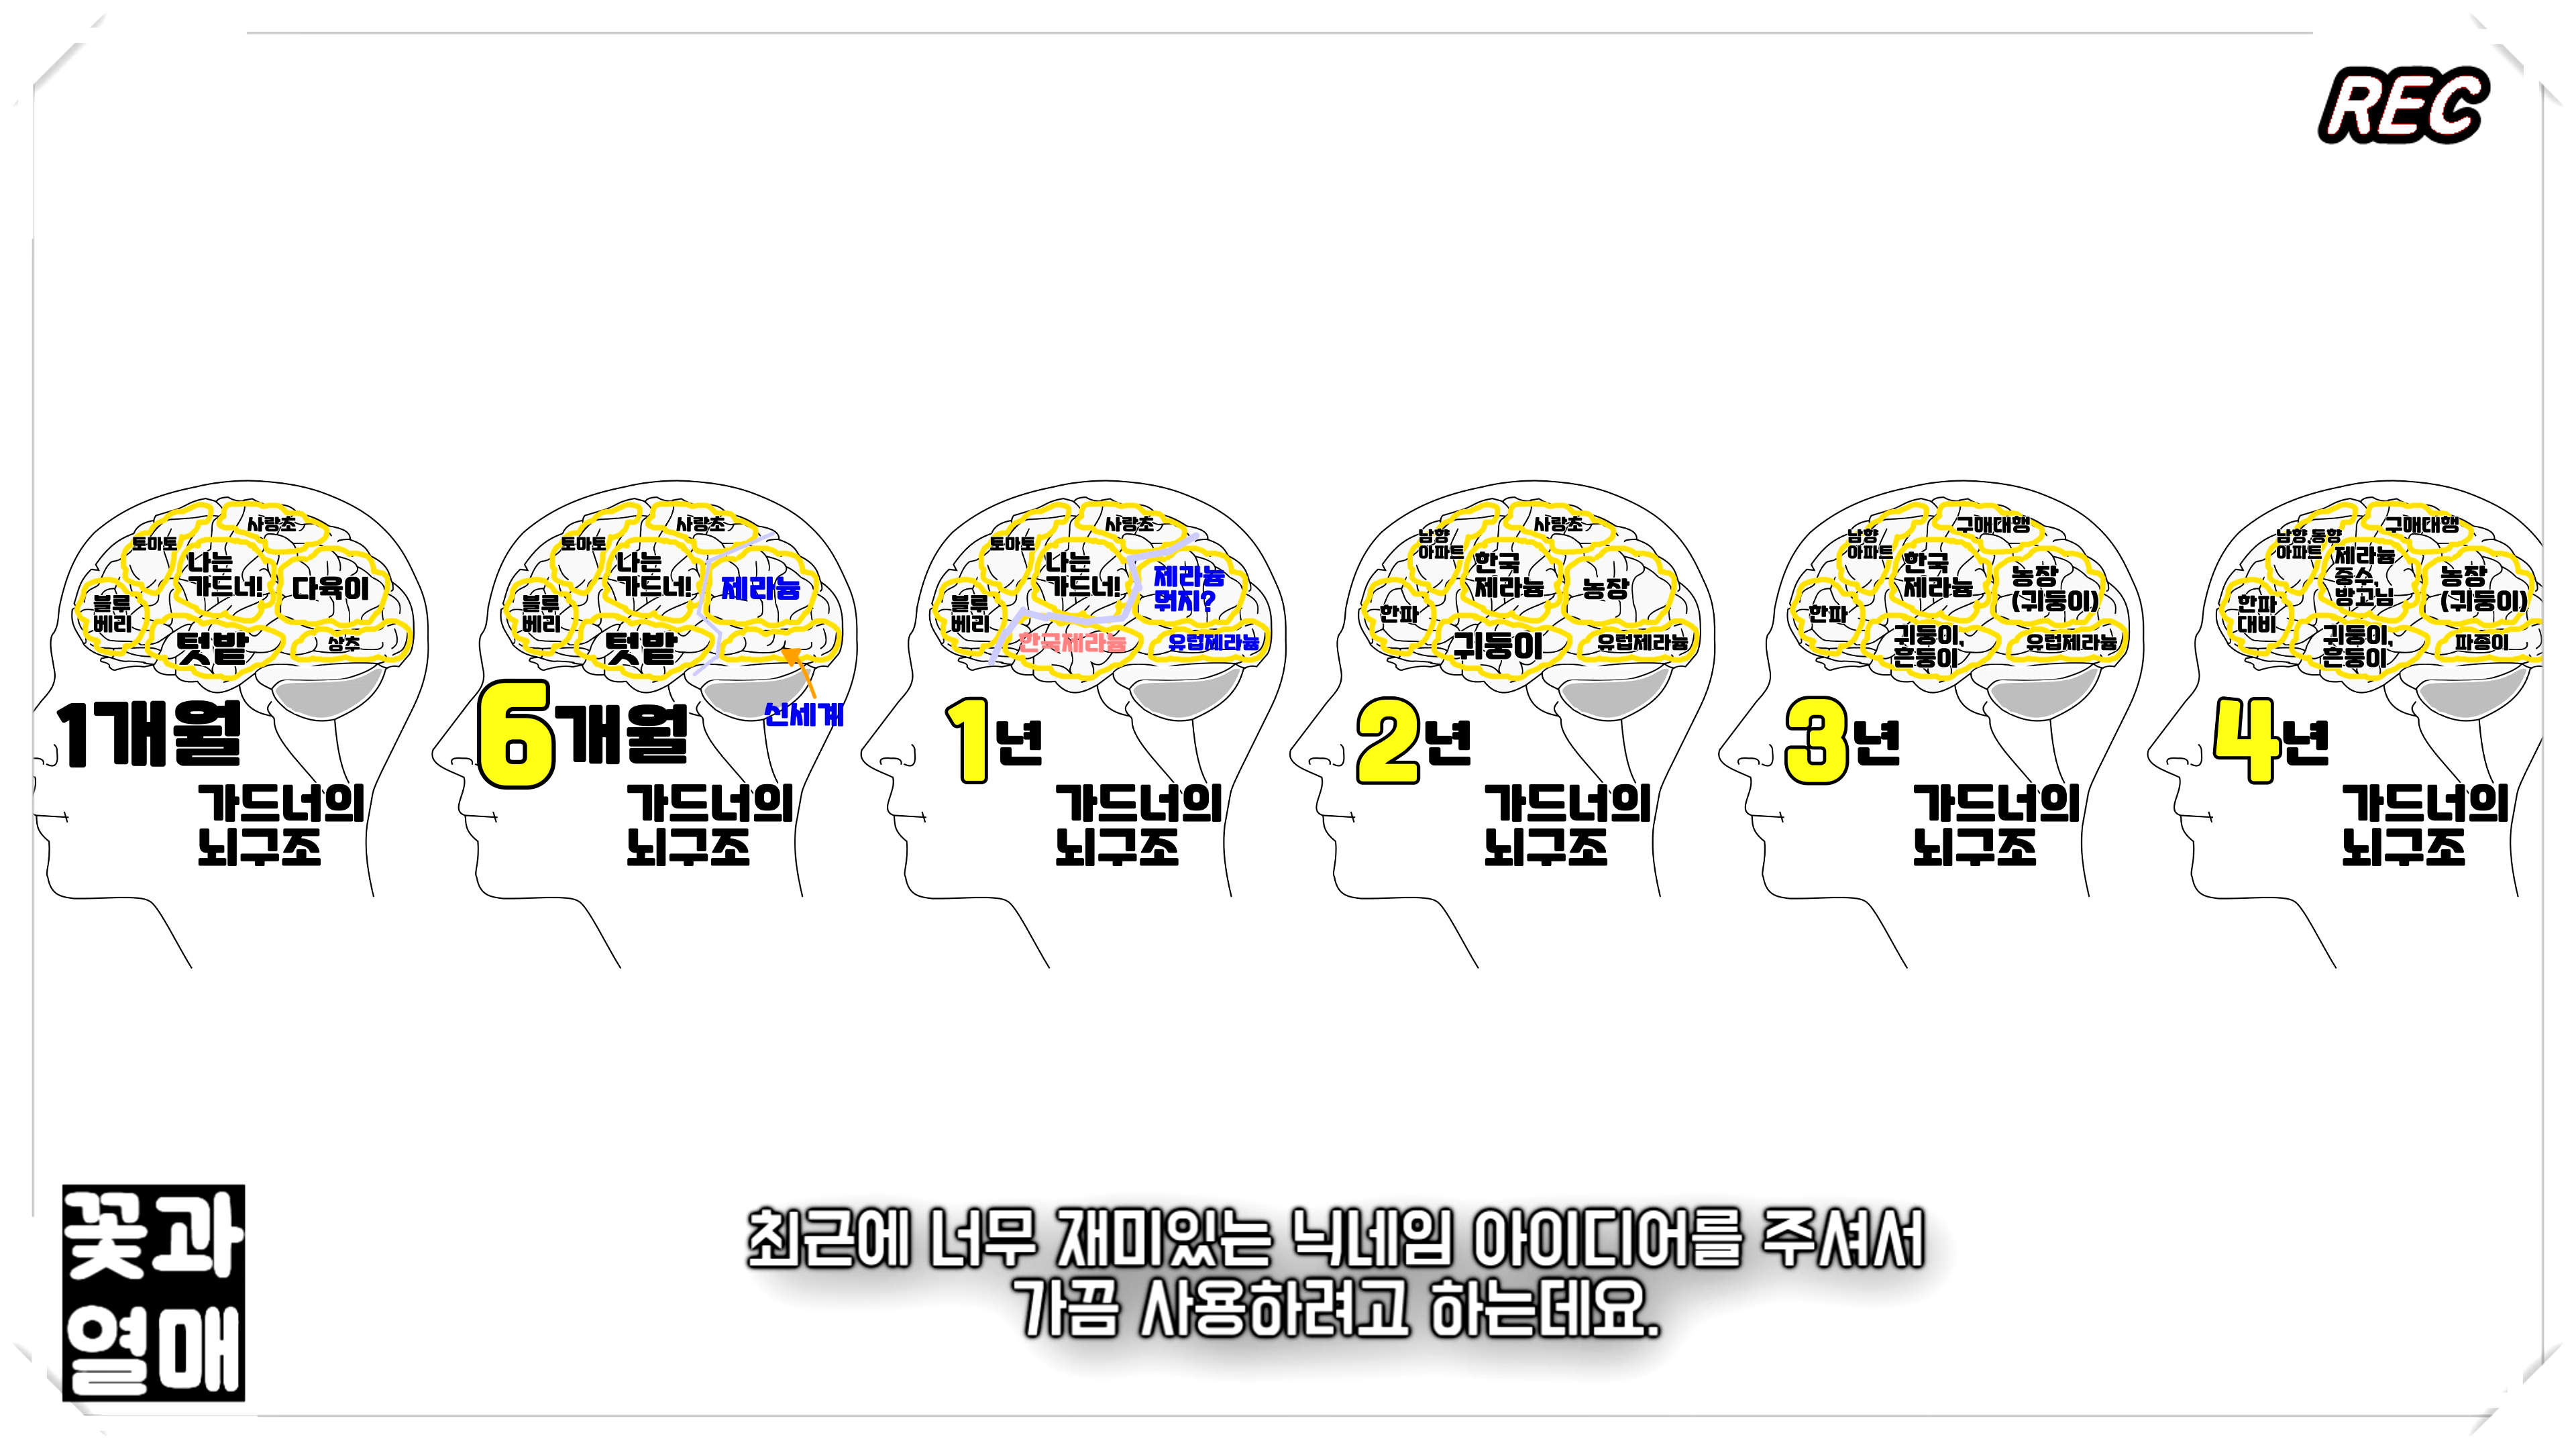 REC
사랑초
토마토
나는
가드너!
다육이
블루
베리
텃밭
상추
1개월
가드너의
뇌구조
사랑초
토마토
나는
가드너!
제라늄
블루
베리
텃밭
신세계
6개월
가드너의
뇌구조
사랑초
토마토
나는
가드너!
제라늄
뭐지?
블루
베리
한국제라늄
유럽제라늄
1년
가드너의
뇌구조
사랑초
남향
아파트
한국
제라늄
농장
한파
귀둥이
유럽제라늄
2년
가드너의
뇌구조
구매대행
남향
아파트
한국
제라늄
농장
(귀둥이)
한파
귀둥이,
흔둥이
유럽제라늄
3년
가드너의
뇌구조
구매대행
남향,동향
아파트
제라늄
중수,
방고님
농장
(귀둥이)
한파
대비
귀둥이,
흔둥이
파종이
4년
가드너의
뇌구조
꽃과
열매
최근에 너무 재미있는 닉네임 아이디어를 주셔서
가끔 사용하려고 하는데요.